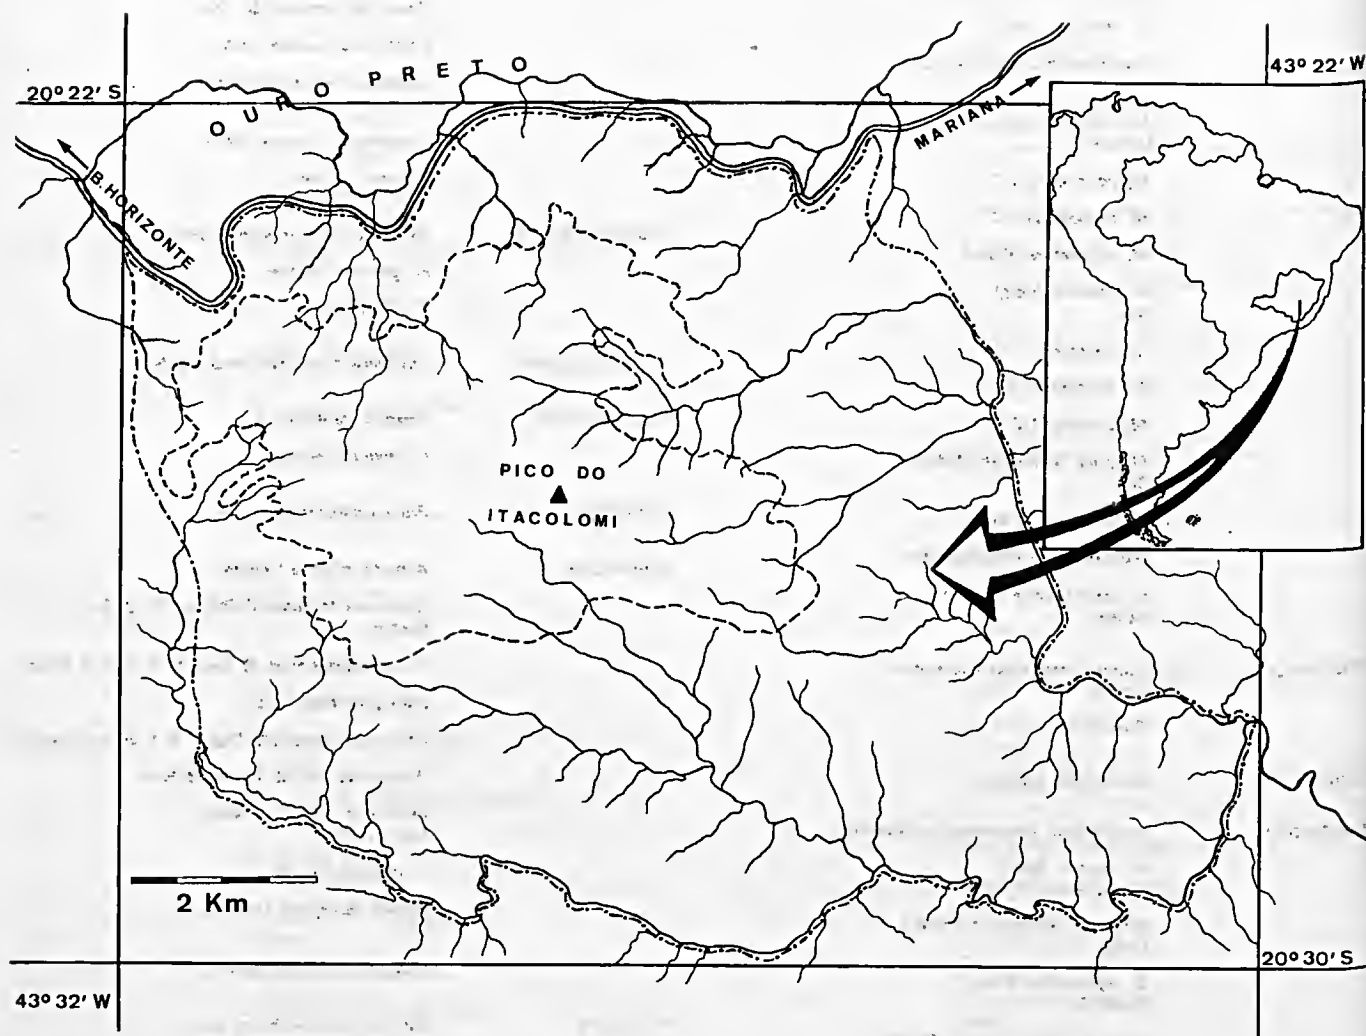 43° 22' W
20° 22' S
OURO PRETO
MARIANA
B. HORIZONTE
PICO DO
ITACOLOMI
2 Km
20° 30' S
43° 32' W